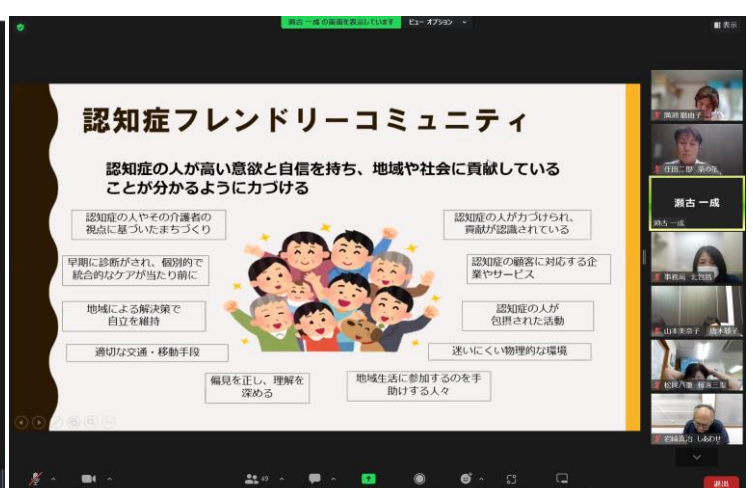 瀬古 一成 の画面を表示しています
ビュー オプション
表示
認知症フレンドリーコミュニティ
認知症の人が高い意欲と自信を持ち、地域や社会に貢献している
ことが分かるように力づける
認知症の人やその介護者の
視点に基づいたまちづくり
早期に診断がされ、個別的で
統合的なケアが当たり前に
地域による解決策で
自立を維持
適切な交通・移動手段
偏見を正し、理解を
深める
地域生活に参加するのを手
助けする人々
認知症の人が力づけられ、
貢献が認識されている
認知症の顧客に対応する企
業やサービス
認知症の人が
包摂された活動
迷いにくい物理的な環境
瀬古 一成
瀬古 一成
事務局 北包括
49
退出